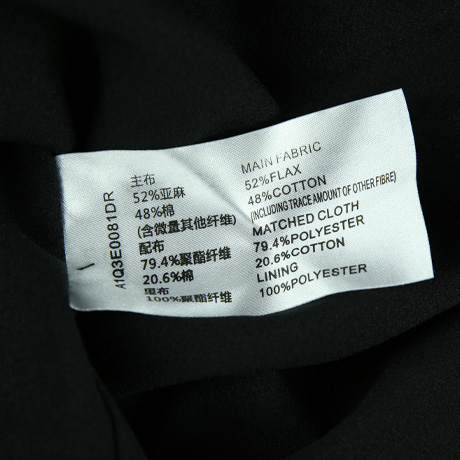 A1Q3E0081DR
主布
52%亚麻
48%棉
(含微量其他纤维)
配布
79.4%聚酯纤维
20.6%棉
里布
100%聚酯纤维
MAIN FABRIC
52%FLAX
48%COTTON
(INCLUDING TRACE AMOUNT OF OTHER FIBRE)
MATCHED CLOTH
79.4%POLYESTER
20.6%COTTON
LINING
100%POLYESTER